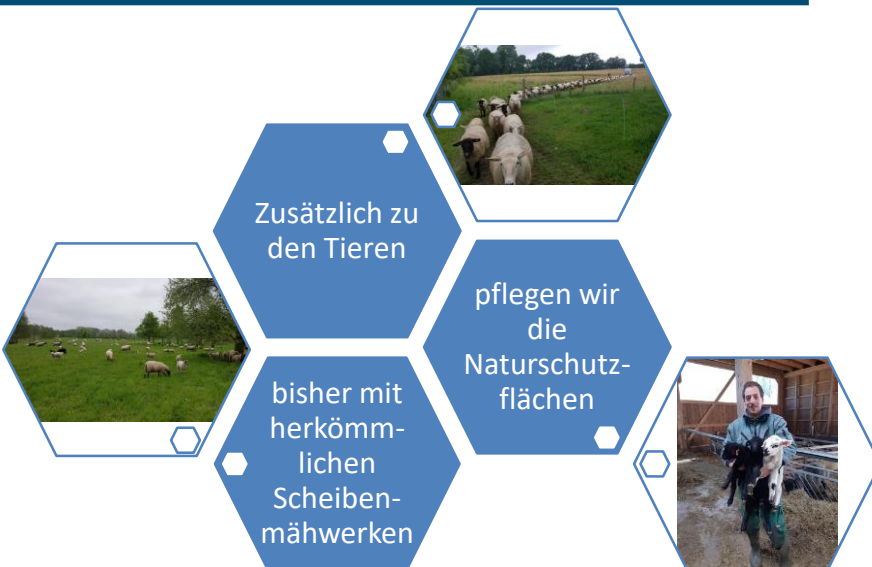 Zusätzlich zu
den Tieren
pflegen wir
die
Naturschutz-
flächen
bisher mit
herkömm-
lichen
Scheiben-
mähwerken